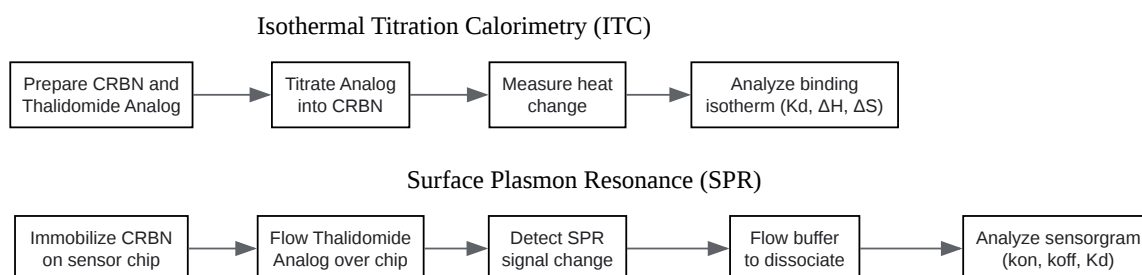 Isothermal Titration Calorimetry (ITC)
Prepare CRBN and
Thalidomide Analog
Titrate Analog
into CRBN
Measure heat
change
Analyze binding
isotherm (Kd, ΔH, ΔS)
Surface Plasmon Resonance (SPR)
Immobilize CRBN
on sensor chip
Flow Thalidomide
Analog over chip
Detect SPR
signal change
Flow buffer
to dissociate
Analyze sensorgram
(kon, koff, Kd)